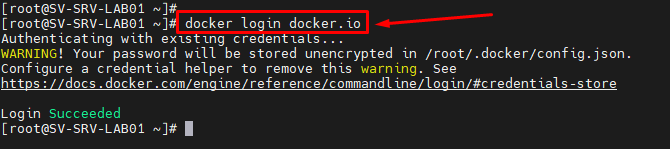 [root@SV-SRV-LAB01 ~]#
[root@SV-SRV-LAB01 ~]# docker login docker.io
Authenticating with existing credentials...
WARNING! Your password will be stored unencrypted in /root/.docker/config.json.
Configure a credential helper to remove this warning. See
https://docs.docker.com/engine/reference/commandline/login/#credentials-store
Login Succeeded
[root@SV-SRV-LAB01 ~]#